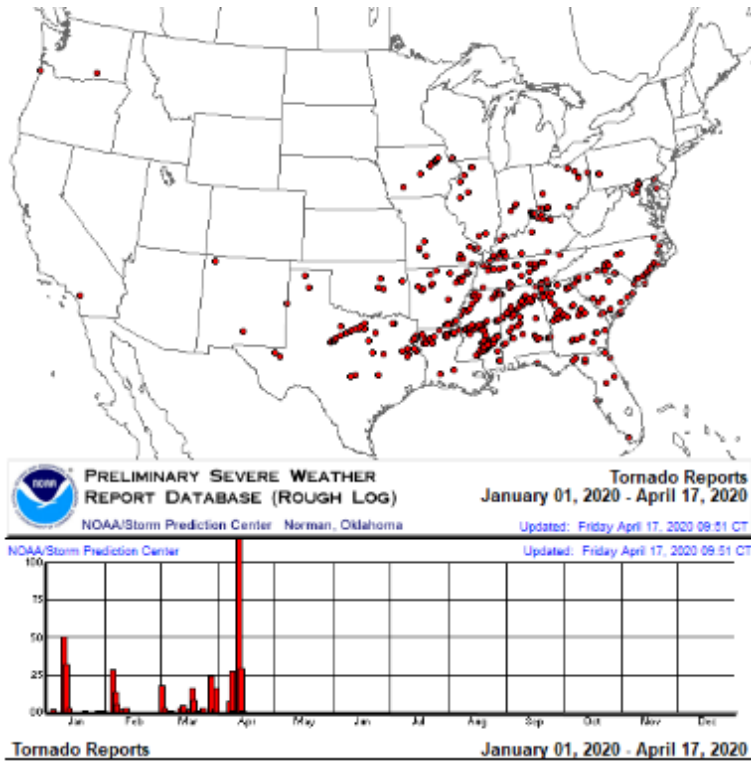 NOAA
PRELIMINARY SEVERE WEATHER
REPORT DATABASE (ROUGH LOG)
NOAA/Storm Prediction Center Norman, Oklahoma
Tornado Reports
January 01, 2020 - April 17, 2020
Updated: Friday April 17, 2020 09:51 CT
NOAA/Storm Prediction Center
Updated: Friday April 17, 2020 09:51 CT
100
75
50
25
00
Jan Feb Mar Apr May Jun Jul Aug Sep Oct Nov Dec
Tornado Reports
January 01, 2020 - April 17, 2020